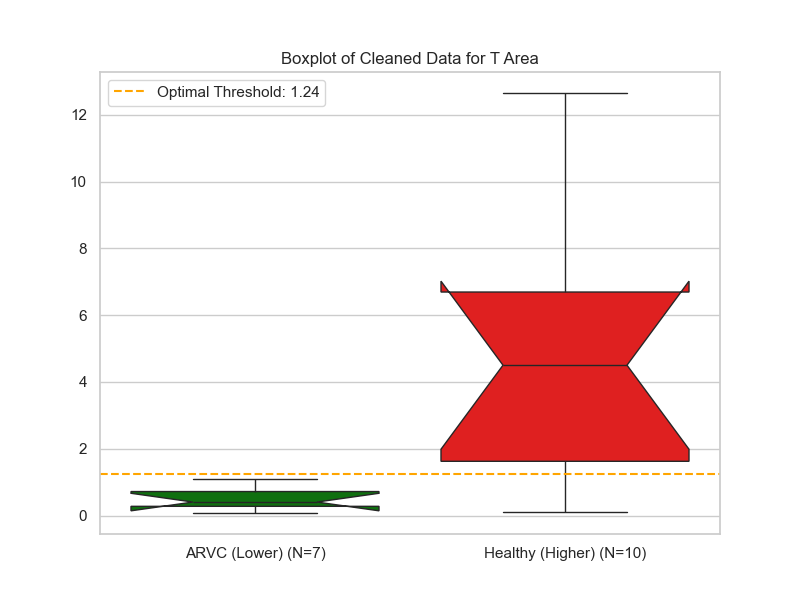 Boxplot of Cleaned Data for T Area
Optimal Threshold: 1.24
12
10
8
6
4
2
0
ARVC (Lower) (N=7)
Healthy (Higher) (N=10)